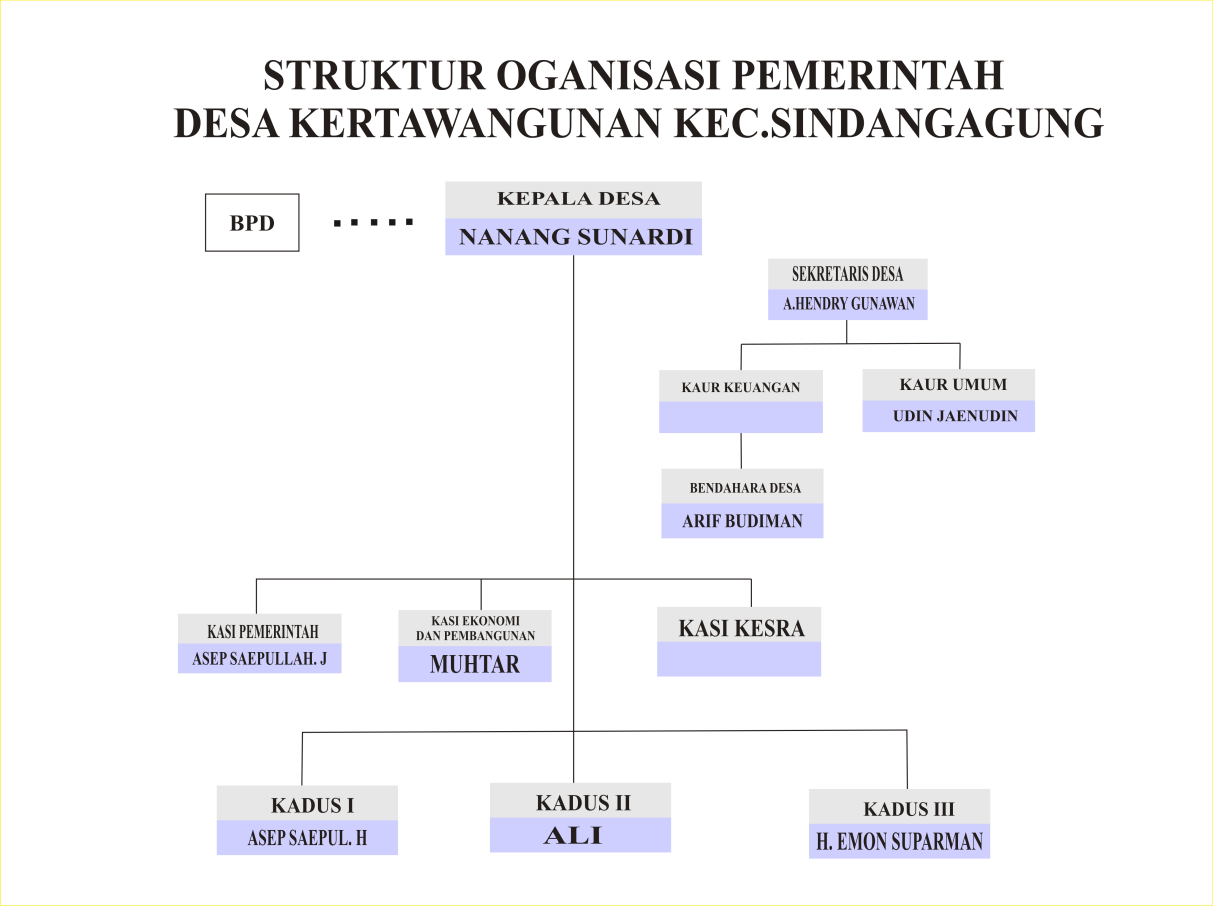 STRUKTUR OGANISASI PEMERINTAH
DESA KERTAWANGUNAN KEC.SINDANGAGUNG
BPD
KEPALA DESA
NANANG SUNARDI
SEKRETARIS DESA
A.HENDRY GUNAWAN
KAUR KEUANGAN
KAUR UMUM
UDIN JAENUDIN
BENDAHARA DESA
ARIF BUDIMAN
KASI PEMERINTAH
ASEP SAEPULLAH. J
KASI EKONOMI
DAN PEMBANGUNAN
MUHTAR
KASI KESRA
KADUS I
ASEP SAEPUL. H
KADUS II
ALI
KADUS III
H. EMON SUPARMAN